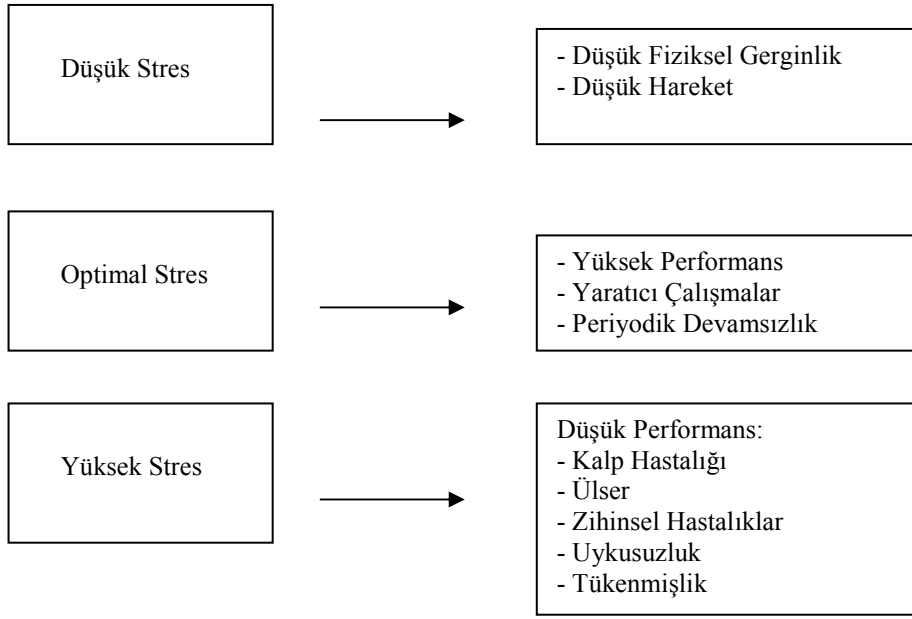 Düşük Stres
- Düşük Fiziksel Gerginlik
- Düşük Hareket
Optimal Stres
- Yüksek Performans
- Yaratıcı Çalışmalar
- Periyodik Devamsızlık
Yüksek Stres
Düşük Performans:
- Kalp Hastalığı
- Ülser
- Zihinsel Hastalıklar
- Uykusuzluk
- Tükenmişlik